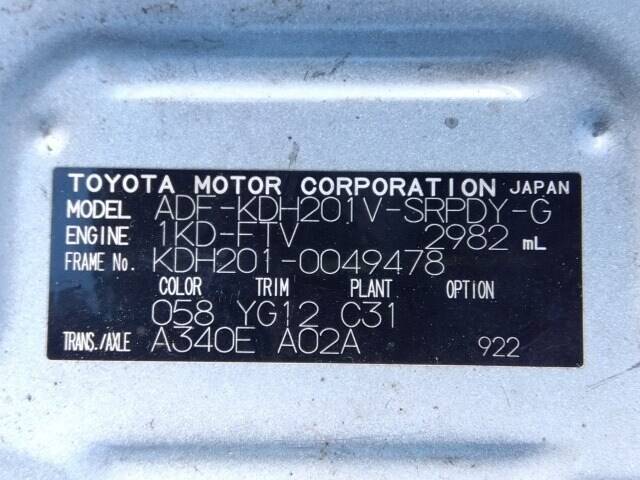 TOYOTA MOTOR CORPORATION JAPAN
MODEL ADF-KDH201V-SRPDY-G
ENGINE 1KD-FTV 2982 mL
FRAME No. KDH201-0049478
COLOR TRIM PLANT OPTION
058 YG12 C31
TRANS./AXLE A340E A02A 922